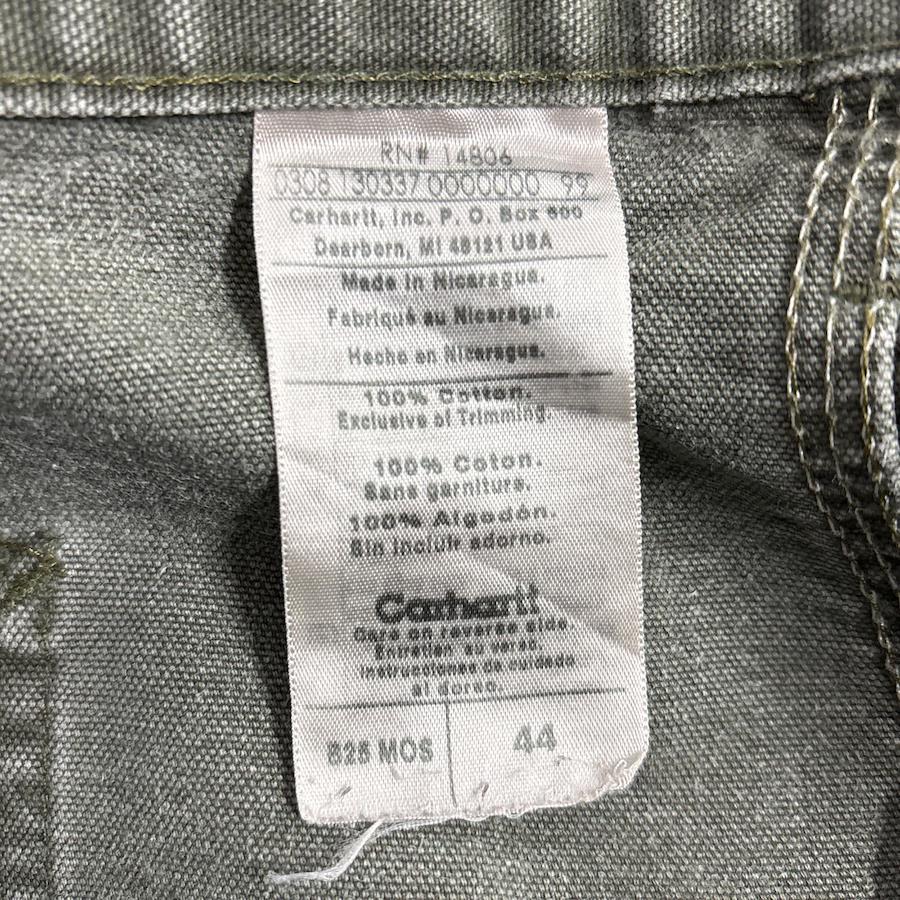 RN# 14806
0308 130337 0000000 99
Carhartt, Inc. P. O. Box 600
Dearborn, MI 48121 USA
Made in Nicaragua.
Fabriqué au Nicaragua.
Hecho en Nicaragua.
100% Cotton.
Exclusive of Trimming.
100% Coton.
Sans garniture.
100% Algodón.
Sin incluir adorno.
Carhartt
Care on reverse side
Entretien au verso.
Instrucciones de cuidado
al dorso.
B25 MOS 44